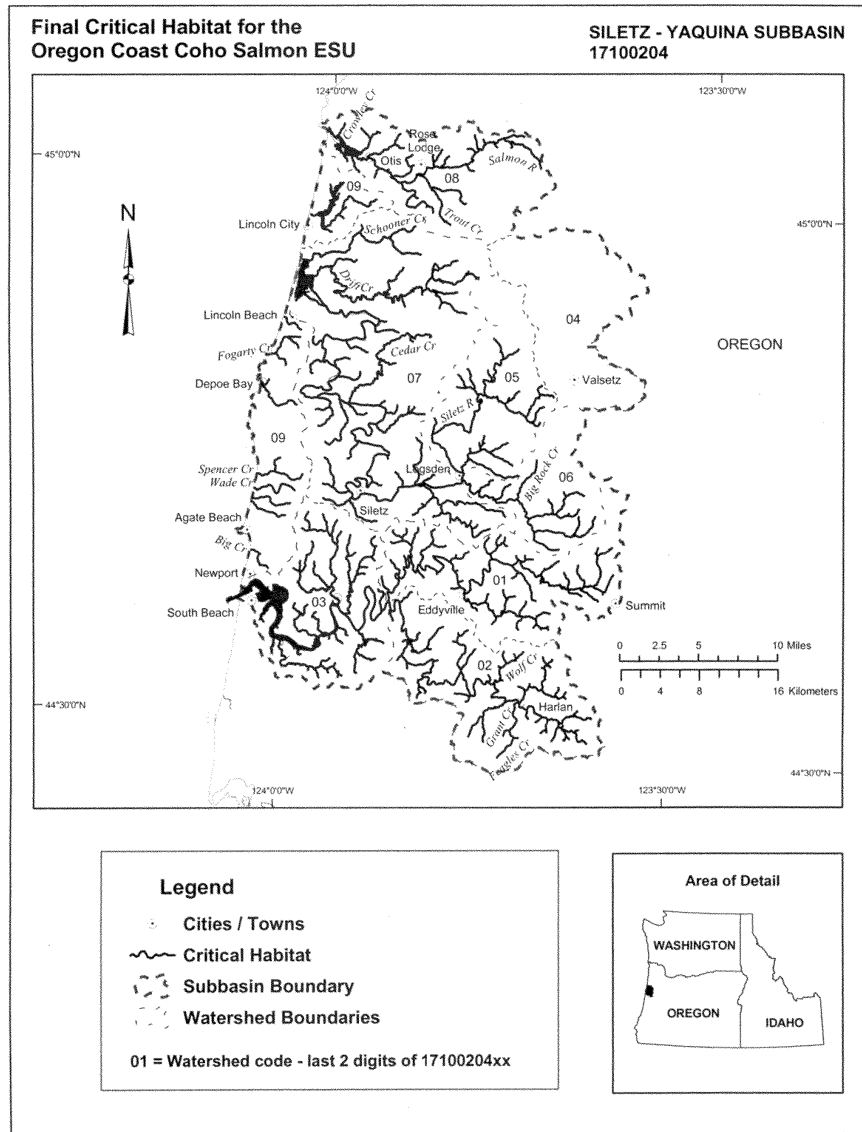 Final Critical Habitat for the
Oregon Coast Coho Salmon ESU
SILETZ - YAQUINA SUBBASIN
17100204
124°0'0"W
123°30'0"W
45°0'0"N
45°0'0"N
Crowley Cr
Rose
Lodge
Otis
Salmon R
08
09
Trout Cr
N
Lincoln City
Schooner Cr
Drift Cr
04
Lincoln Beach
OREGON
Fogarty Cr
Cedar Cr
07
05
Depoe Bay
Valsetz
Siletz R
09
Logsden
Big Rock Cr
06
Spencer Cr
Wade Cr
Siletz
Agate Beach
Big Cr
Newport
01
03
Eddyville
Summit
South Beach
0 5 10 Miles
0 4 8 16 Kilometers
02
Wolf Cr
Harlan
Grant Cr
Feagles Cr
44°30'0"N
44°30'0"N
124°0'0"W
123°30'0"W
Legend
Cities / Towns
Critical Habitat
Subbasin Boundary
Watershed Boundaries
01 = Watershed code - last 2 digits of 17100204xx
Area of Detail
WASHINGTON
OREGON
IDAHO